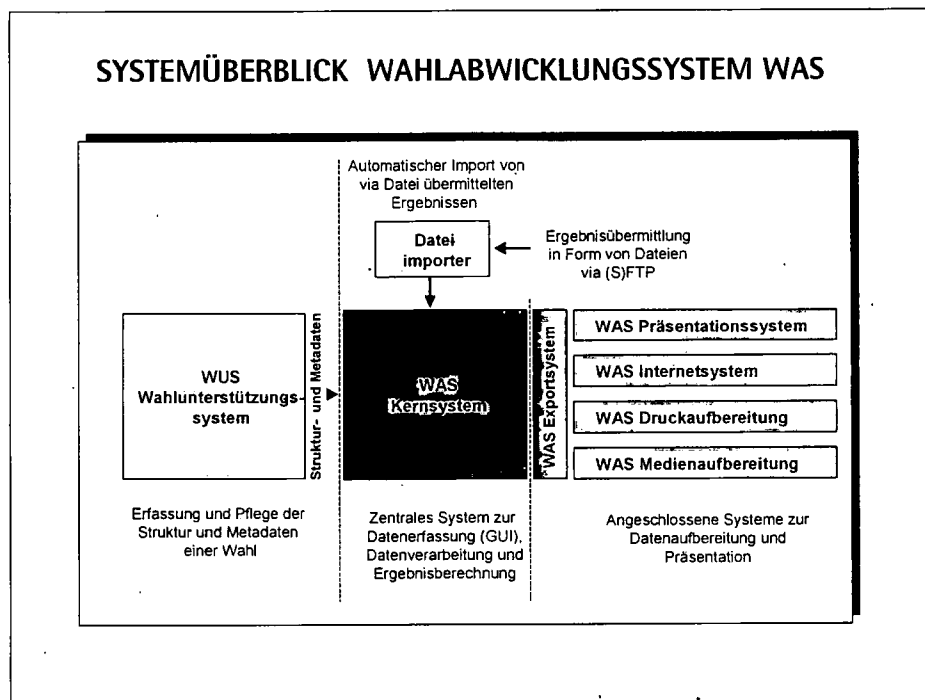 SYSTEMÜBERBLICK WAHLABWICKLUNGSSYSTEM WAS
Automatischer Import von
via Datei übermittelten
Ergebnissen
Datei
importer
Ergebnisübermittlung
in Form von Dateien
via (S)FTP
WUS
Wahlunterstützungs-
system
Struktur- und Metadaten
WAS
Kernsystem
WAS Exportsystem
WAS Präsentationssystem
WAS Internetsystem
WAS Druckaufbereitung
WAS Medienaufbereitung
Erfassung und Pflege der
Struktur und Metadaten
einer Wahl
Zentrales System zur
Datenerfassung (GUI),
Datenverarbeitung und
Ergebnisberechnung
Angeschlossene Systeme zur
Datenaufbereitung und
Präsentation